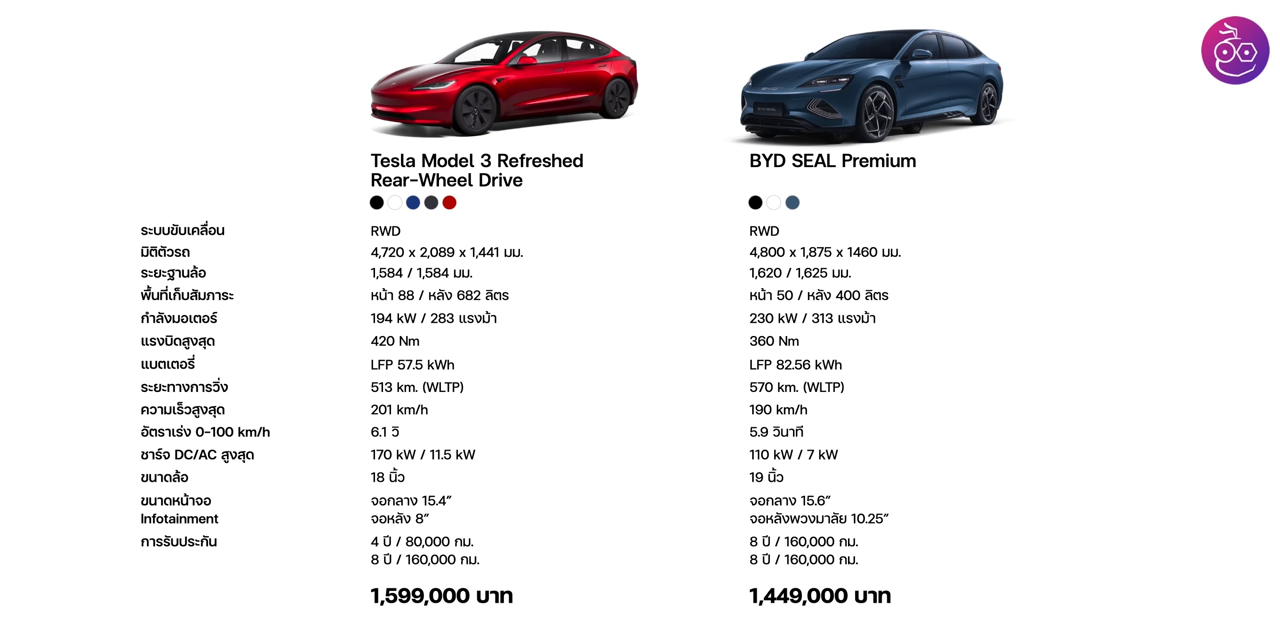 Tesla Model 3 Refreshed
Rear-Wheel Drive
BYD SEAL Premium
ระบบขับเคลื่อน RWD RWD
มิติตัวรถ 4,720 x 2,089 x 1,441 มม. 4,800 x 1,875 x 1460 มม.
ระยะฐานล้อ 1,584 / 1,584 มม. 1,620 / 1,625 มม.
พื้นที่เก็บสัมภาระ หน้า 88 / หลัง 682 ลิตร หน้า 50 / หลัง 400 ลิตร
กำลังมอเตอร์ 194 kW / 283 แรงม้า 230 kW / 313 แรงม้า
แรงบิดสูงสุด 420 Nm 360 Nm
แบตเตอรี่ LFP 57.5 kWh LFP 82.56 kWh
ระยะทางการวิ่ง 513 km. (WLTP) 570 km. (WLTP)
ความเร็วสูงสุด 201 km/h 190 km/h
อัตราเร่ง 0-100 km/h 6.1 วิ 5.9 วินาที
ชาร์จ DC/AC สูงสุด 170 kW / 11.5 kW 110 kW / 7 kW
ขนาดล้อ 18 นิ้ว 19 นิ้ว
ขนาดหน้าจอ จอกลาง 15.4” จอกลาง 15.6”
Infotainment จอหลัง 8” จอหลังพวงมาลัย 10.25”
การรับประกัน 4 ปี / 80,000 กม. 8 ปี / 160,000 กม.
8 ปี / 160,000 กม. 8 ปี / 160,000 กม.
1,599,000 บาท 1,449,000 บาท